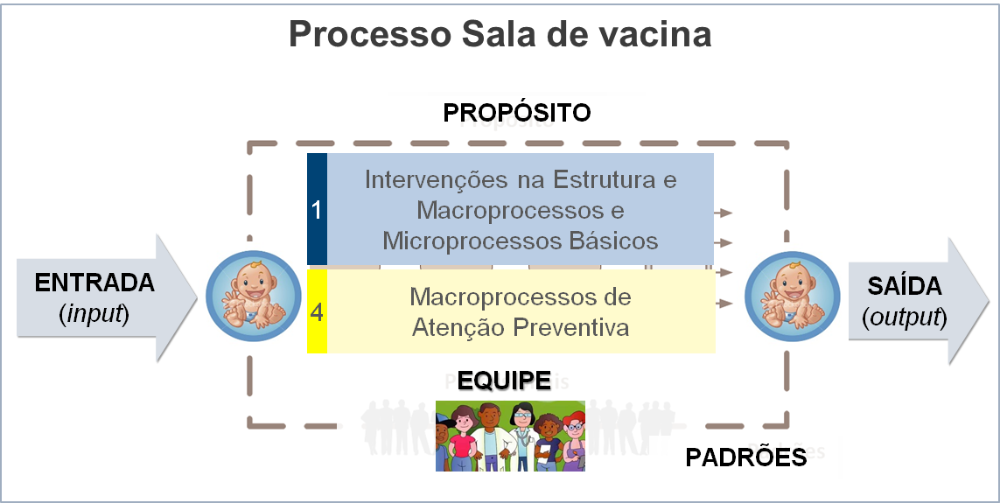 Processo Sala de vacina
PROPÓSITO
1
Intervenções na Estrutura e
Macroprocessos e
Microprocessos Básicos
ENTRADA
(input)
4
Macroprocessos de
Atenção Preventiva
SAÍDA
(output)
EQUIPE
PADRÕES